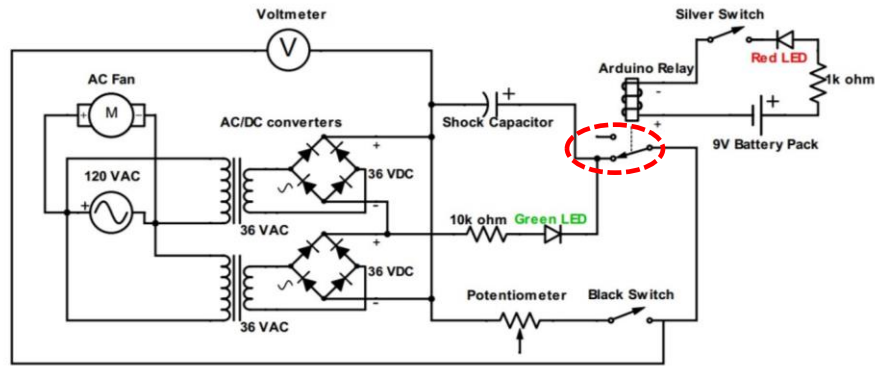 Voltmeter
Silver Switch
V
Red LED
AC Fan
Arduino Relay
1k ohm
+ M -
AC/DC converters
+
-
+
Shock Capacitor
+
+
+
9V Battery Pack
120 VAC
36 VDC
+
-
10k ohm
Green LED
36 VAC
+
36 VDC
Potentiometer
Black Switch
-
36 VAC